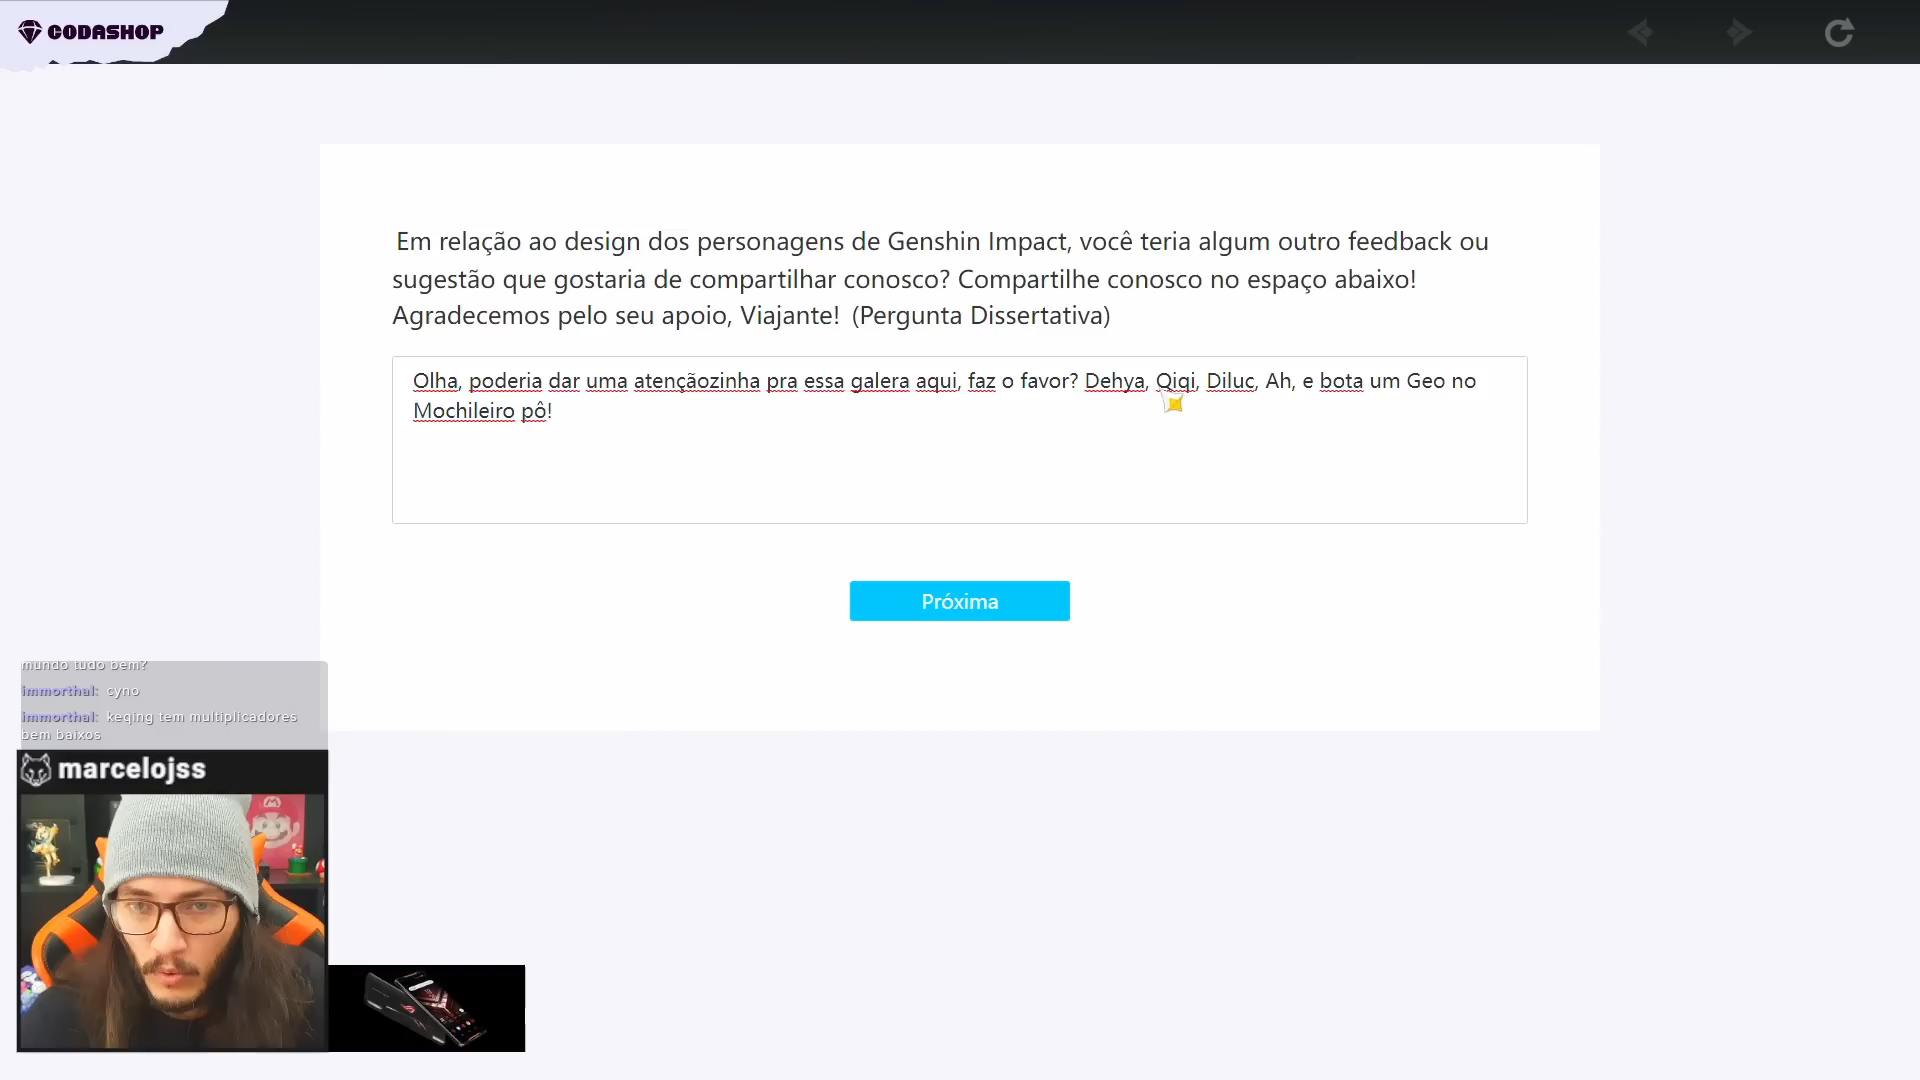 CODASHOP
Em relação ao design dos personagens de Genshin Impact, você teria algum outro feedback ou
sugestão que gostaria de compartilhar conosco? Compartilhe conosco no espaço abaixo!
Agradecemos pelo seu apoio, Viajante! (Pergunta Dissertativa)
Olha, poderia dar uma atençãozinha pra essa galera aqui, faz o favor? Dehya, Qiqi, Diluc, Ah, e bota um Geo no
Mochileiro pô!
Próxima
mundo tudo bem?
immorthal: cyno
immorthal: keqing tem multiplicadores
bem baixos
marcelojss